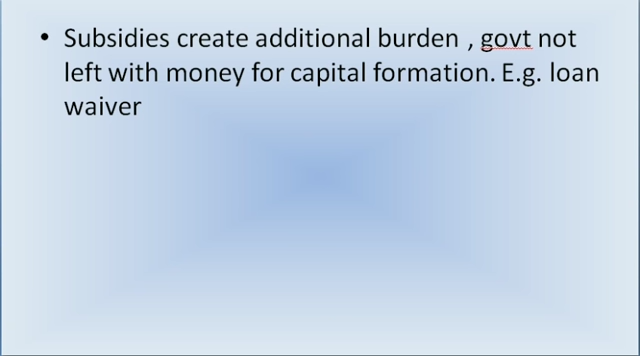 • Subsidies create additional burden , govt not
left with money for capital formation. E.g. loan
waiver